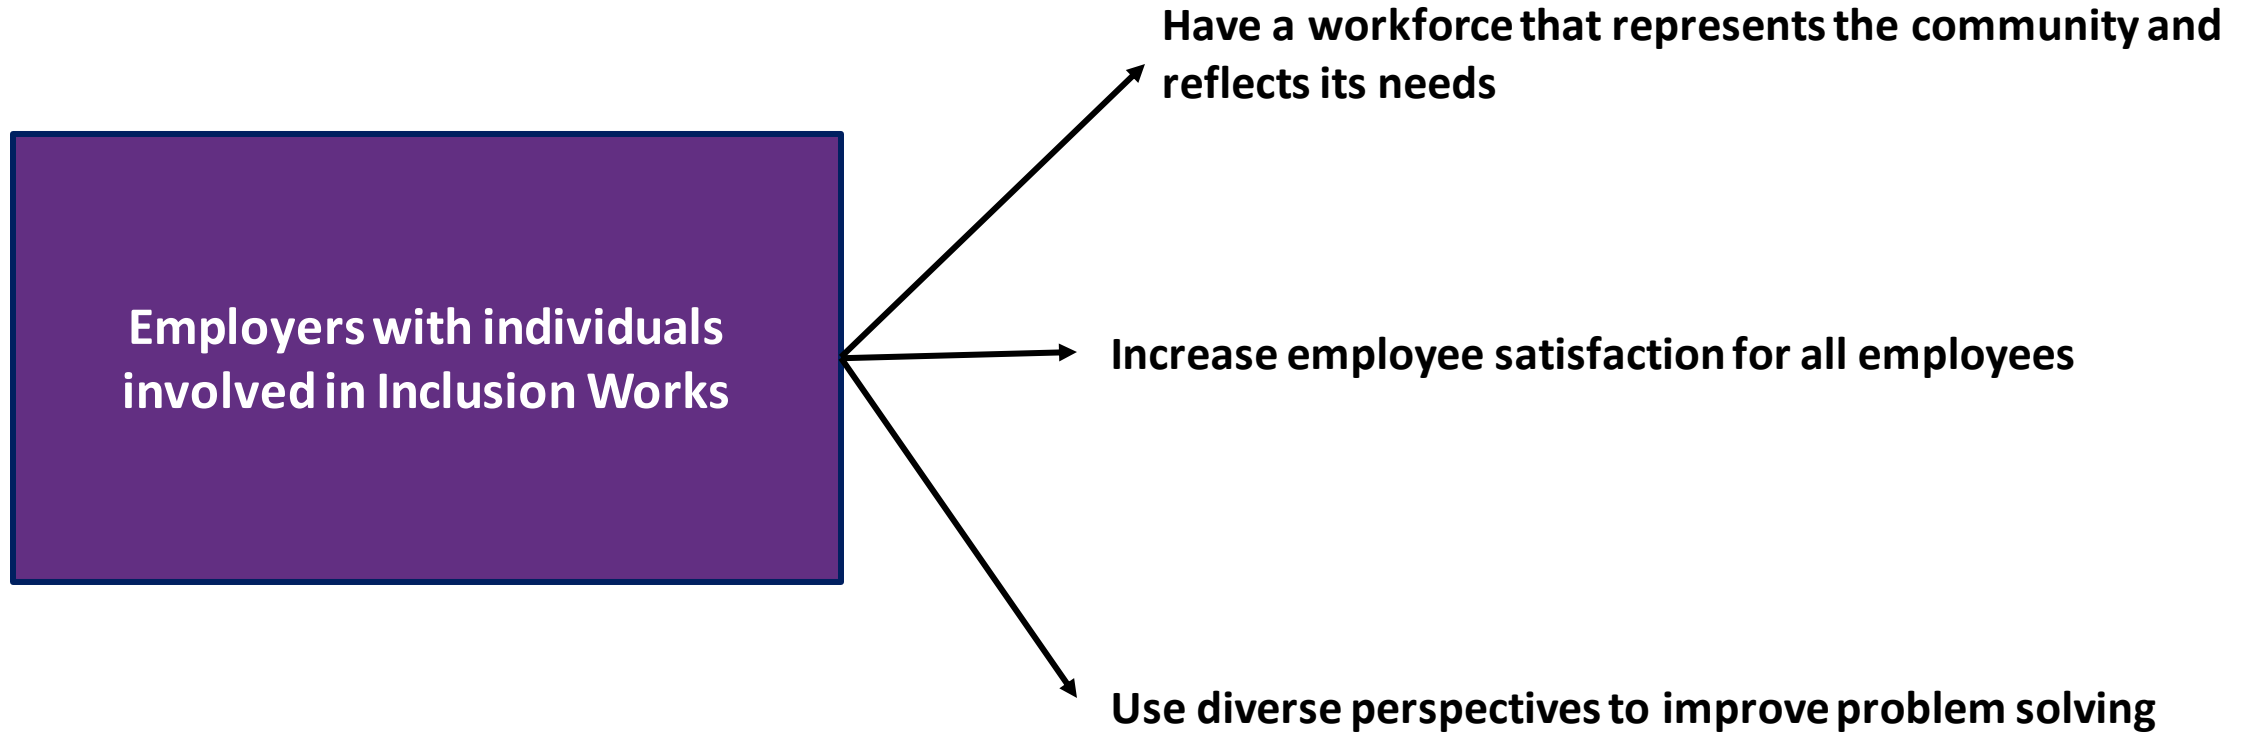 Have a workforce that represents the community and
reflects its needs
Employers with individuals
involved in Inclusion Works
Increase employee satisfaction for all employees
Use diverse perspectives to improve problem solving